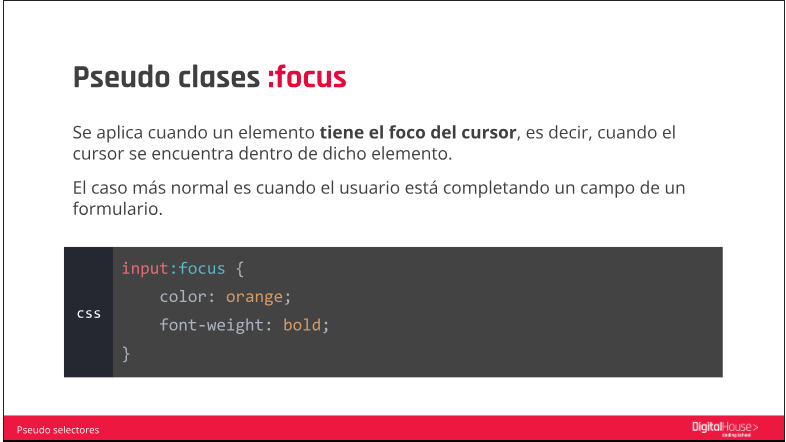 Pseudo clases :focus
Se aplica cuando un elemento tiene el foco del cursor, es decir, cuando el
cursor se encuentra dentro de dicho elemento.
El caso más normal es cuando el usuario está completando un campo de un
formulario.
css
input:focus {
    color: orange;
    font-weight: bold;
}
Pseudo selectores
DigitalHouse>
Coding School